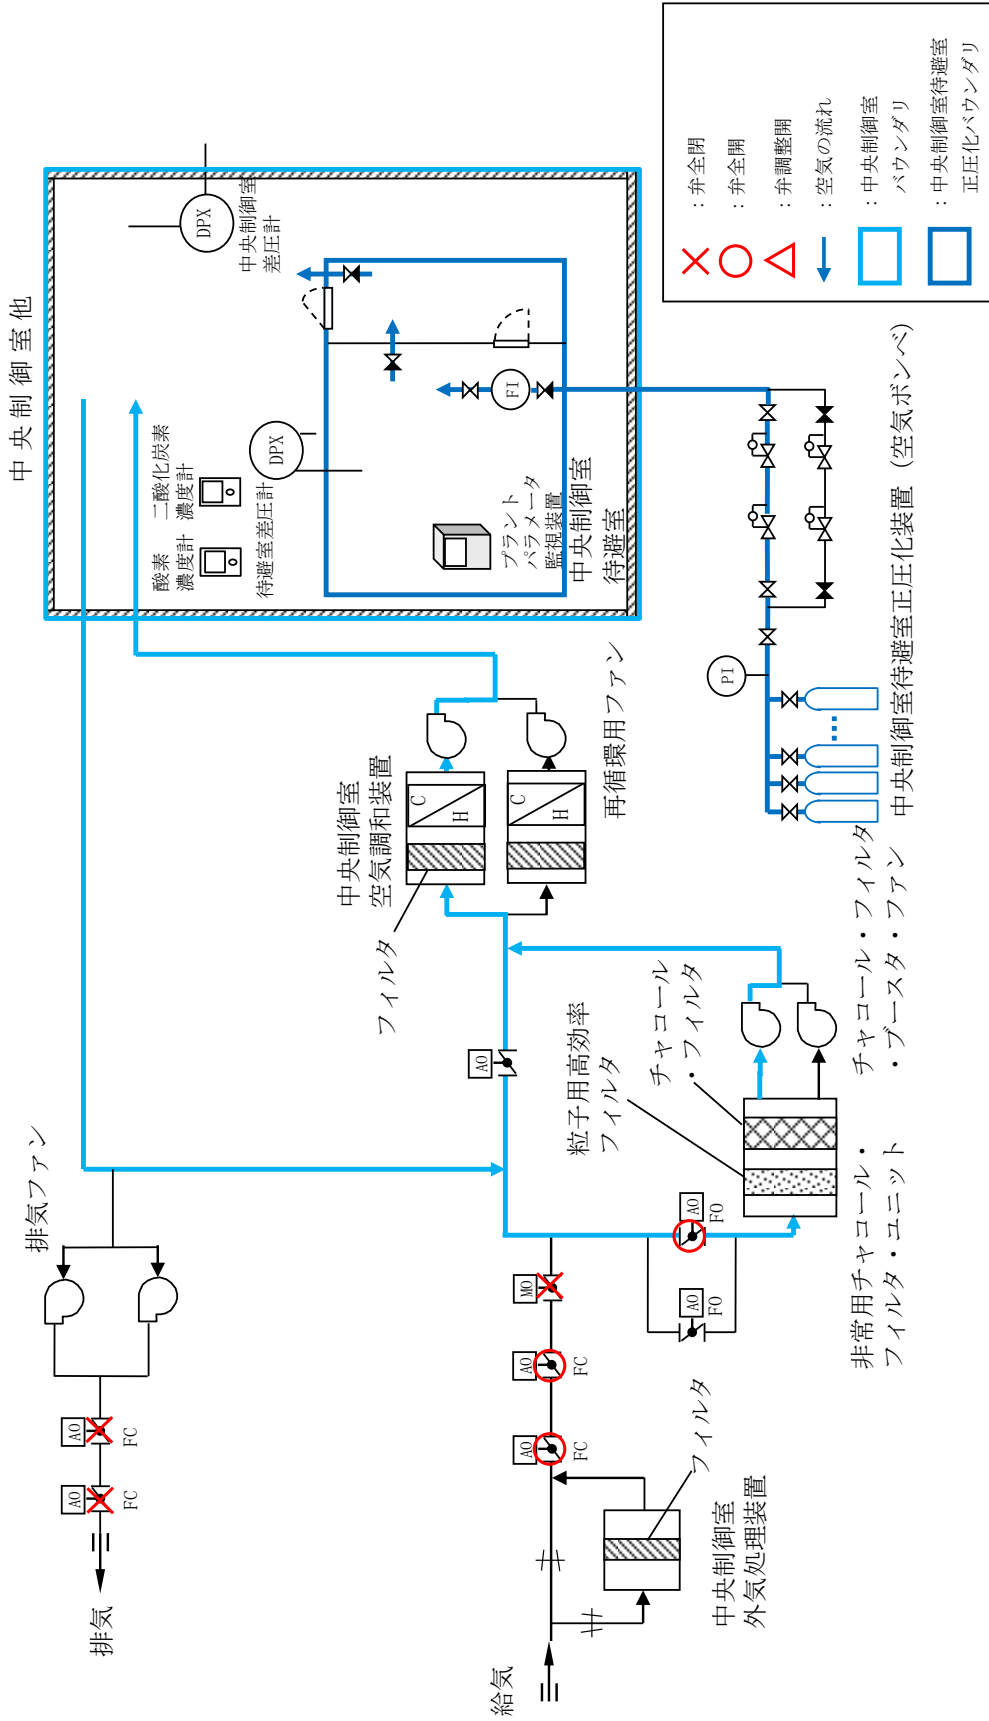 中央制御室他
DPX
中央制御室
差圧計
二酸化炭素
濃度計
酸素
濃度計
DPX
待避室差圧計
FI
プラント
パラメータ
監視装置
中央制御室
待避室
：弁全閉
：弁全開
：弁調整開
：空気の流れ
：中央制御室
バウンダリ
：中央制御室待避室
正圧化バウンダリ
PI
中央制御室待避室正圧化装置（空気ボンベ）
中央制御室
空気調和装置
フィルタ
C
H
C
H
再循環用ファン
排気ファン
AO
FC
AO
FC
排気
AO
粒子用高効率
フィルタ
チャコール
・フィルタ
チャコール・フィルタ
・ブースタ・ファン
非常用チャコール・
フィルタ・ユニット
AO
FO
AO
FO
MO
AO
FC
AO
FC
フィルタ
中央制御室
外気処理装置
給気